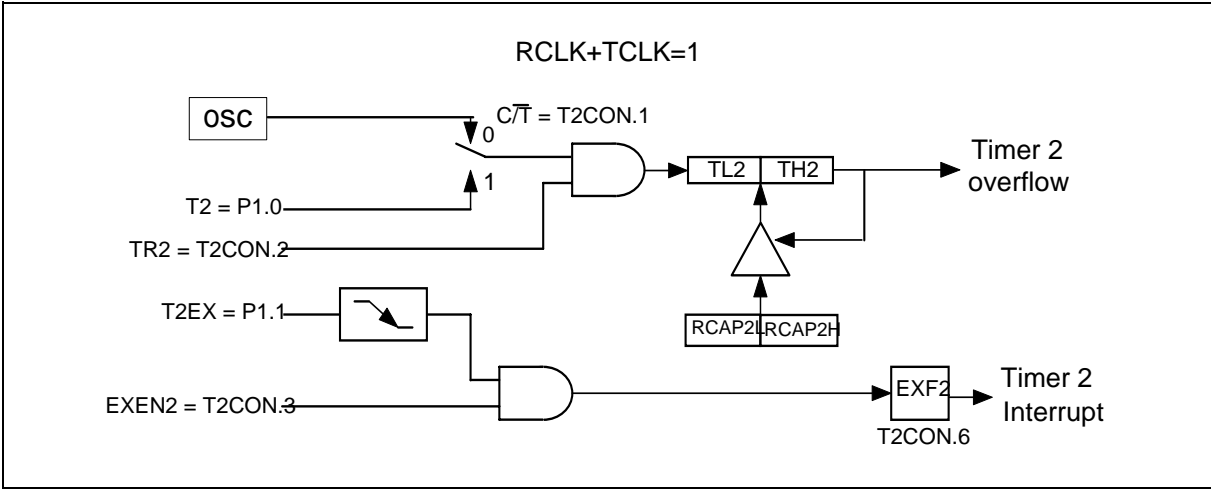 RCLK+TCLK=1
OSC
C/T̅ = T2CON.1
0
1
T2 = P1.0
TR2 = T2CON.2
TL2
TH2
Timer 2
overflow
T2EX = P1.1
RCAP2L
RCAP2H
EXEN2 = T2CON.3
EXF2
T2CON.6
Timer 2
Interrupt